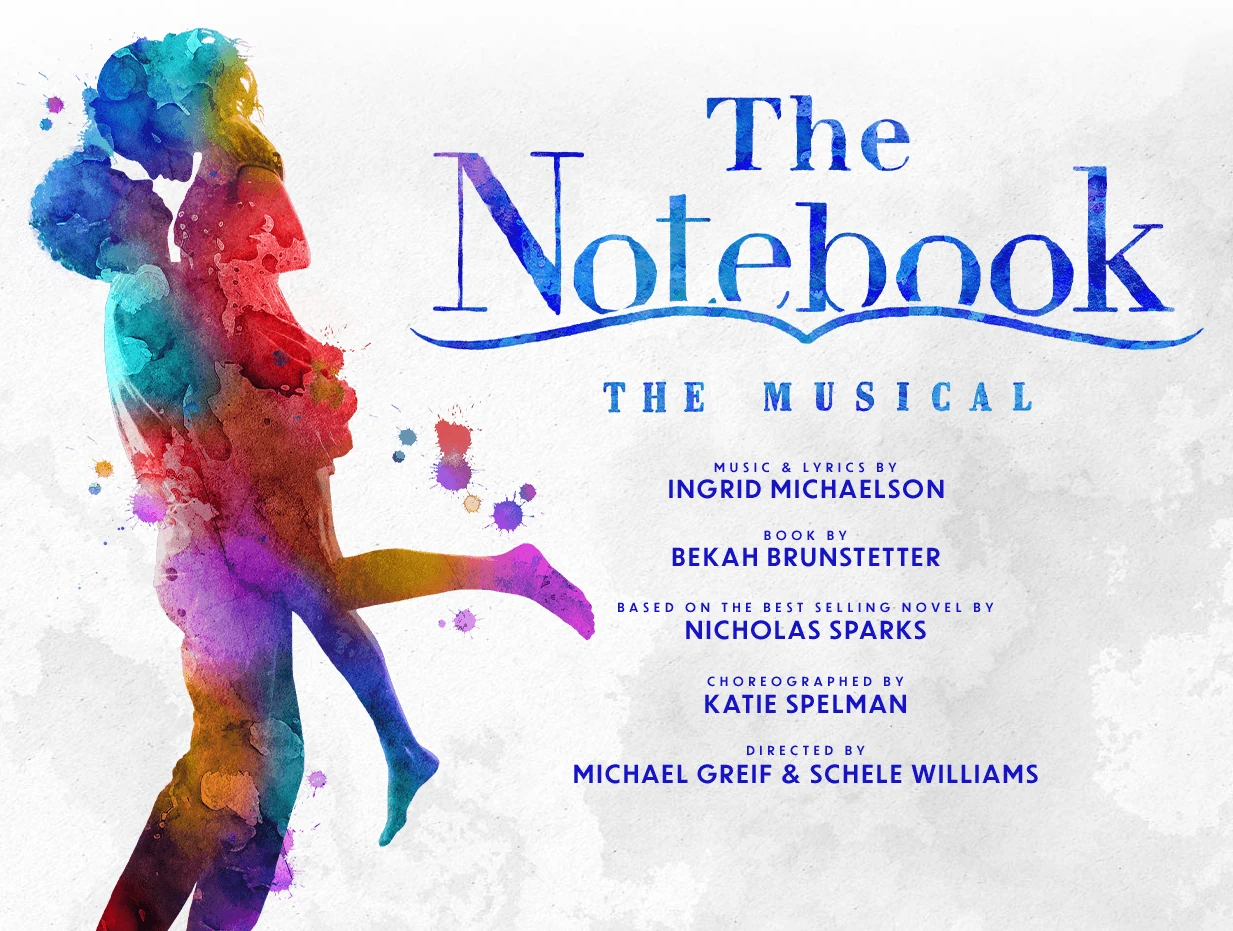 The
Notebook
THE MUSICAL
MUSIC & LYRICS BY
INGRID MICHAELSON
BOOK BY
BEKAH BRUNSTETTER
BASED ON THE BEST SELLING NOVEL BY
NICHOLAS SPARKS
CHOREOGRAPHED BY
KATIE SPELMAN
DIRECTED BY
MICHAEL GREIF & SCHELE WILLIAMS